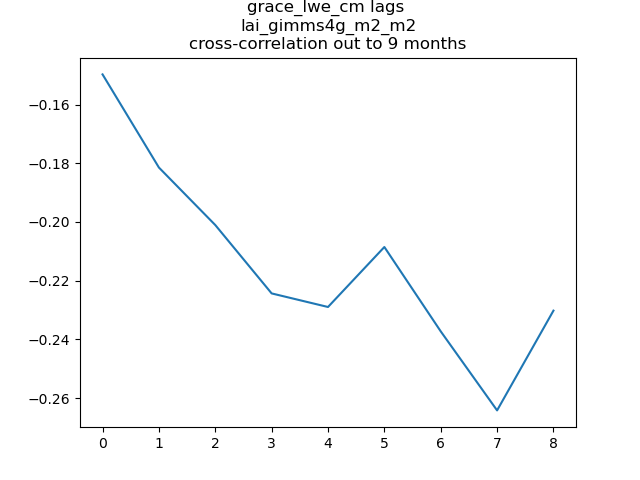 grace_lwe_cm lags
lai_gimms4g_m2_m2
cross-correlation out to 9 months
−0.16
−0.18
−0.20
−0.22
−0.24
−0.26
0 1 2 3 4 5 6 7 8